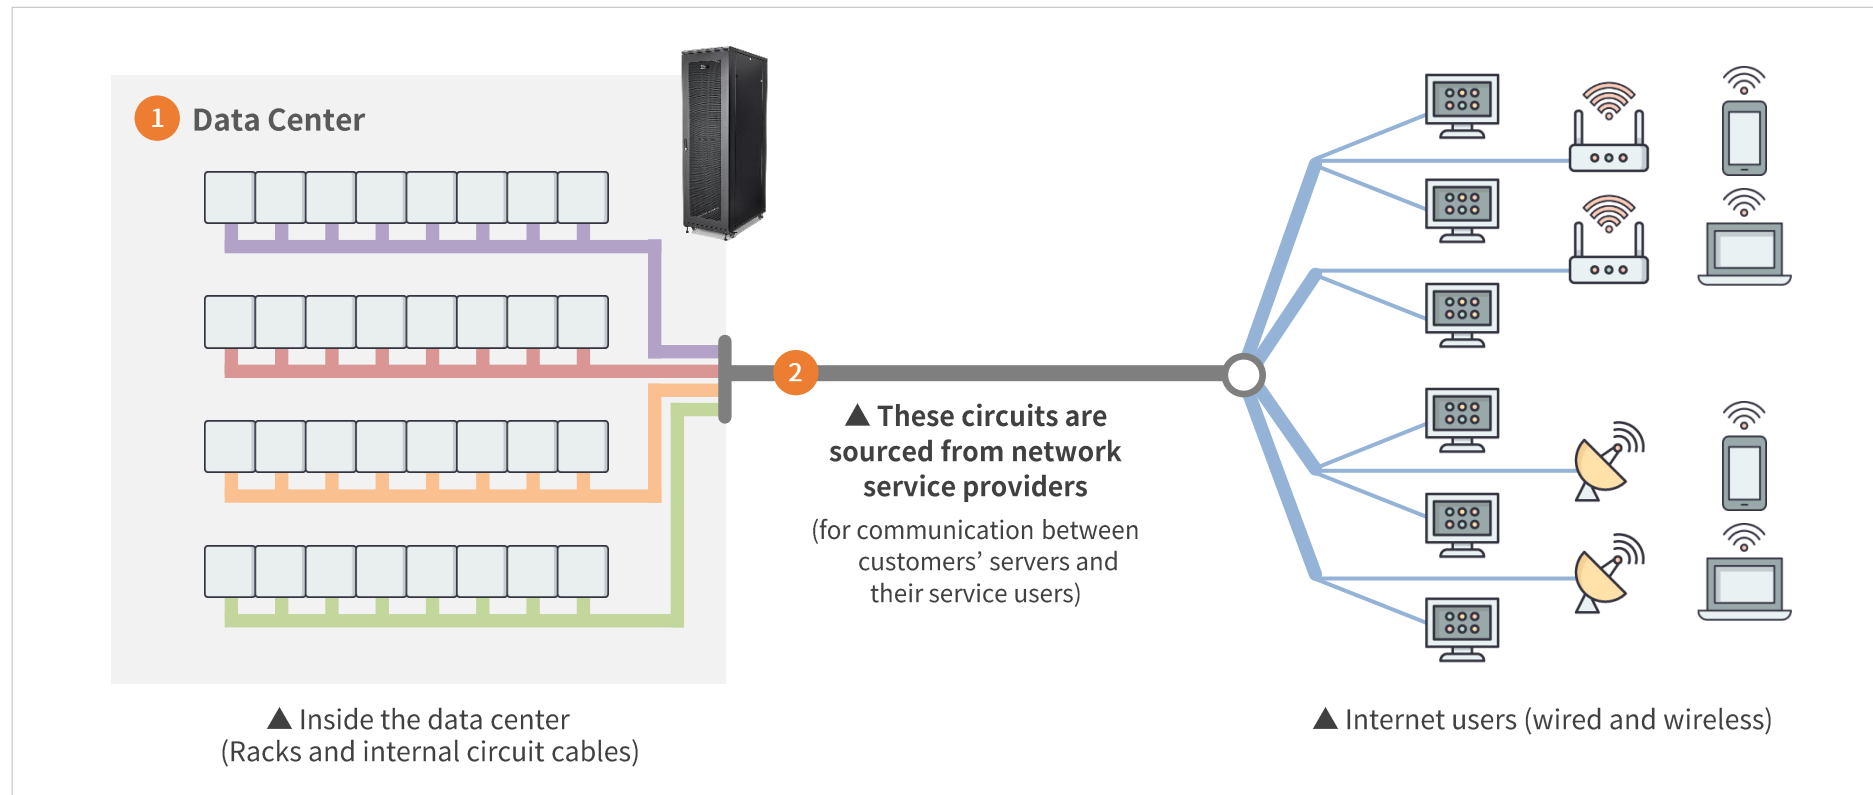 1 Data Center
2
▲ These circuits are
sourced from network
service providers
(for communication between
customers’ servers and
their service users)
▲ Inside the data center
(Racks and internal circuit cables)
▲ Internet users (wired and wireless)